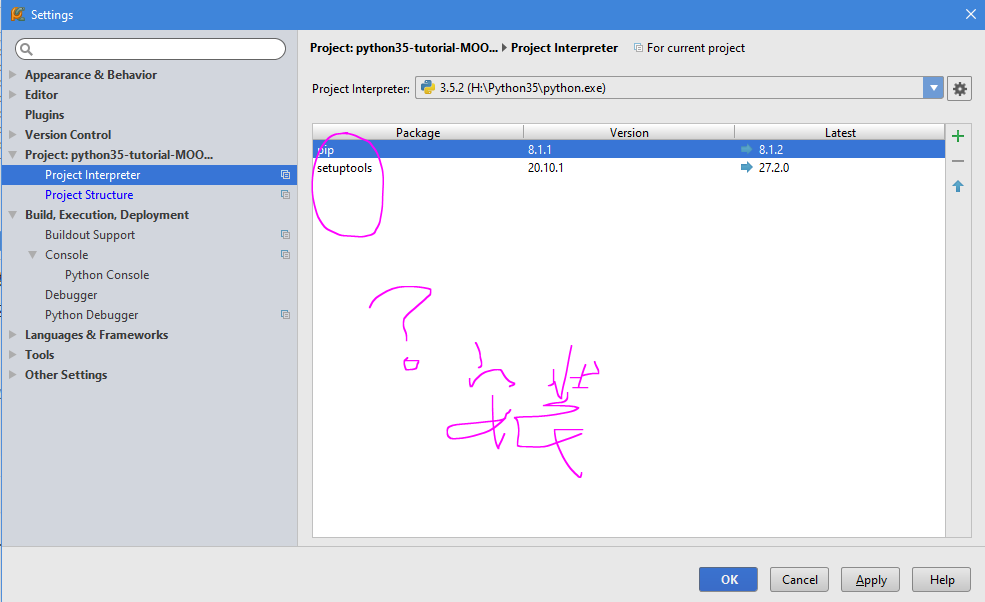 Settings
Project: python35-tutorial-MOO... Project Interpreter For current project
Appearance & Behavior
Editor
Plugins
Version Control
Project: python35-tutorial-MOO...
Project Interpreter
Project Structure
Build, Execution, Deployment
Buildout Support
Console
Python Console
Debugger
Python Debugger
Languages & Frameworks
Tools
Other Settings
Project Interpreter: 3.5.2 (H:\Python35\python.exe)
Package Version Latest
pip 8.1.1 8.1.2
setuptools 20.10.1 27.2.0
?
OK Cancel Apply Help